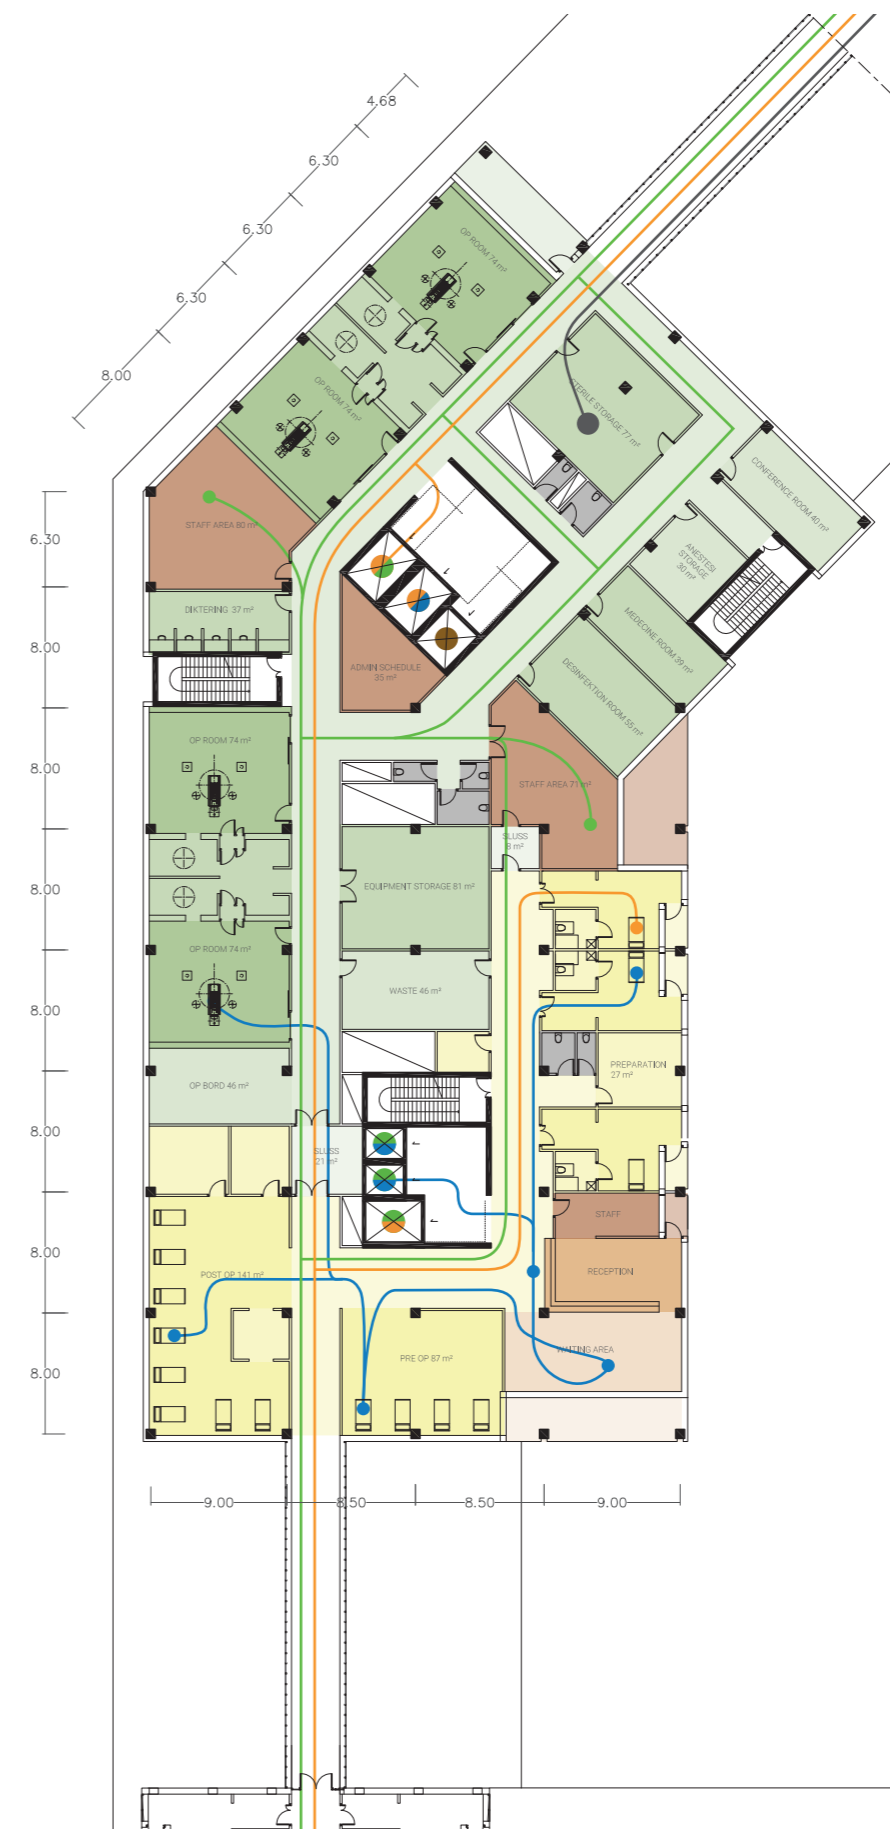 4.68
6.30
6.30
6.30
8.00
OP ROOM 74 m²
OP ROOM 74 m²
STERILE STORAGE 77 m²
CONFERENCE ROOM 40 m²
6.30
STAFF AREA 80 m²
ANESTESI
STORAGE
30 m²
DIKTERING 37 m²
MEDECINE ROOM 39 m²
8.00
ADMIN/SCHEDULE
35 m²
DESINFEKTION ROOM 55 m²
OP ROOM 74 m²
8.00
STAFF AREA 71 m²
SLUSS
8 m²
8.00
EQUIPMENT STORAGE 81 m²
OP ROOM 74 m²
WASTE 46 m²
8.00
PREPARATION
27 m²
OP BORD 46 m²
8.00
SLUSS
21 m²
STAFF
8.00
POST OP 141 m²
RECEPTION
WAITING AREA
PRE OP 87 m²
8.00
9.00
8.50
8.50
9.00